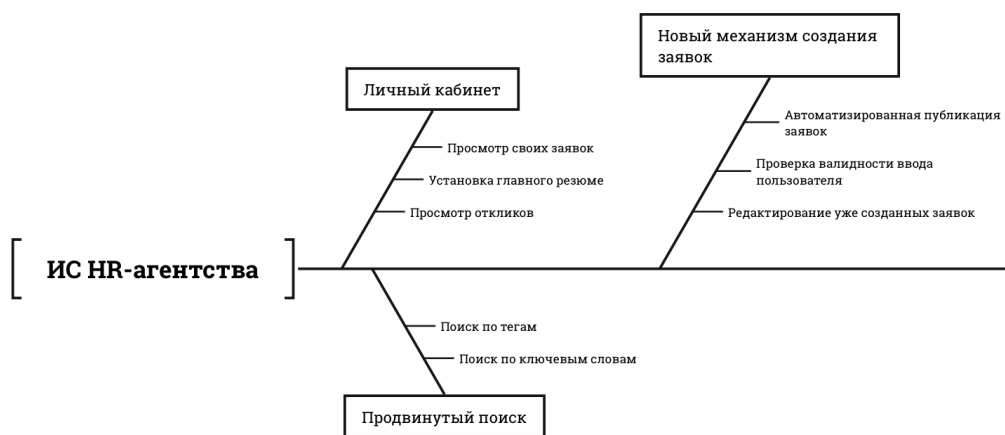 Новый механизм создания
заявок
Личный кабинет
Автоматизированная публикация
заявок
Просмотр своих заявок
Проверка валидности ввода
пользователя
Установка главного резюме
Просмотр откликов
Редактирование уже созданных заявок
ИС HR-агентства
Поиск по тегам
Поиск по ключевым словам
Продвинутый поиск